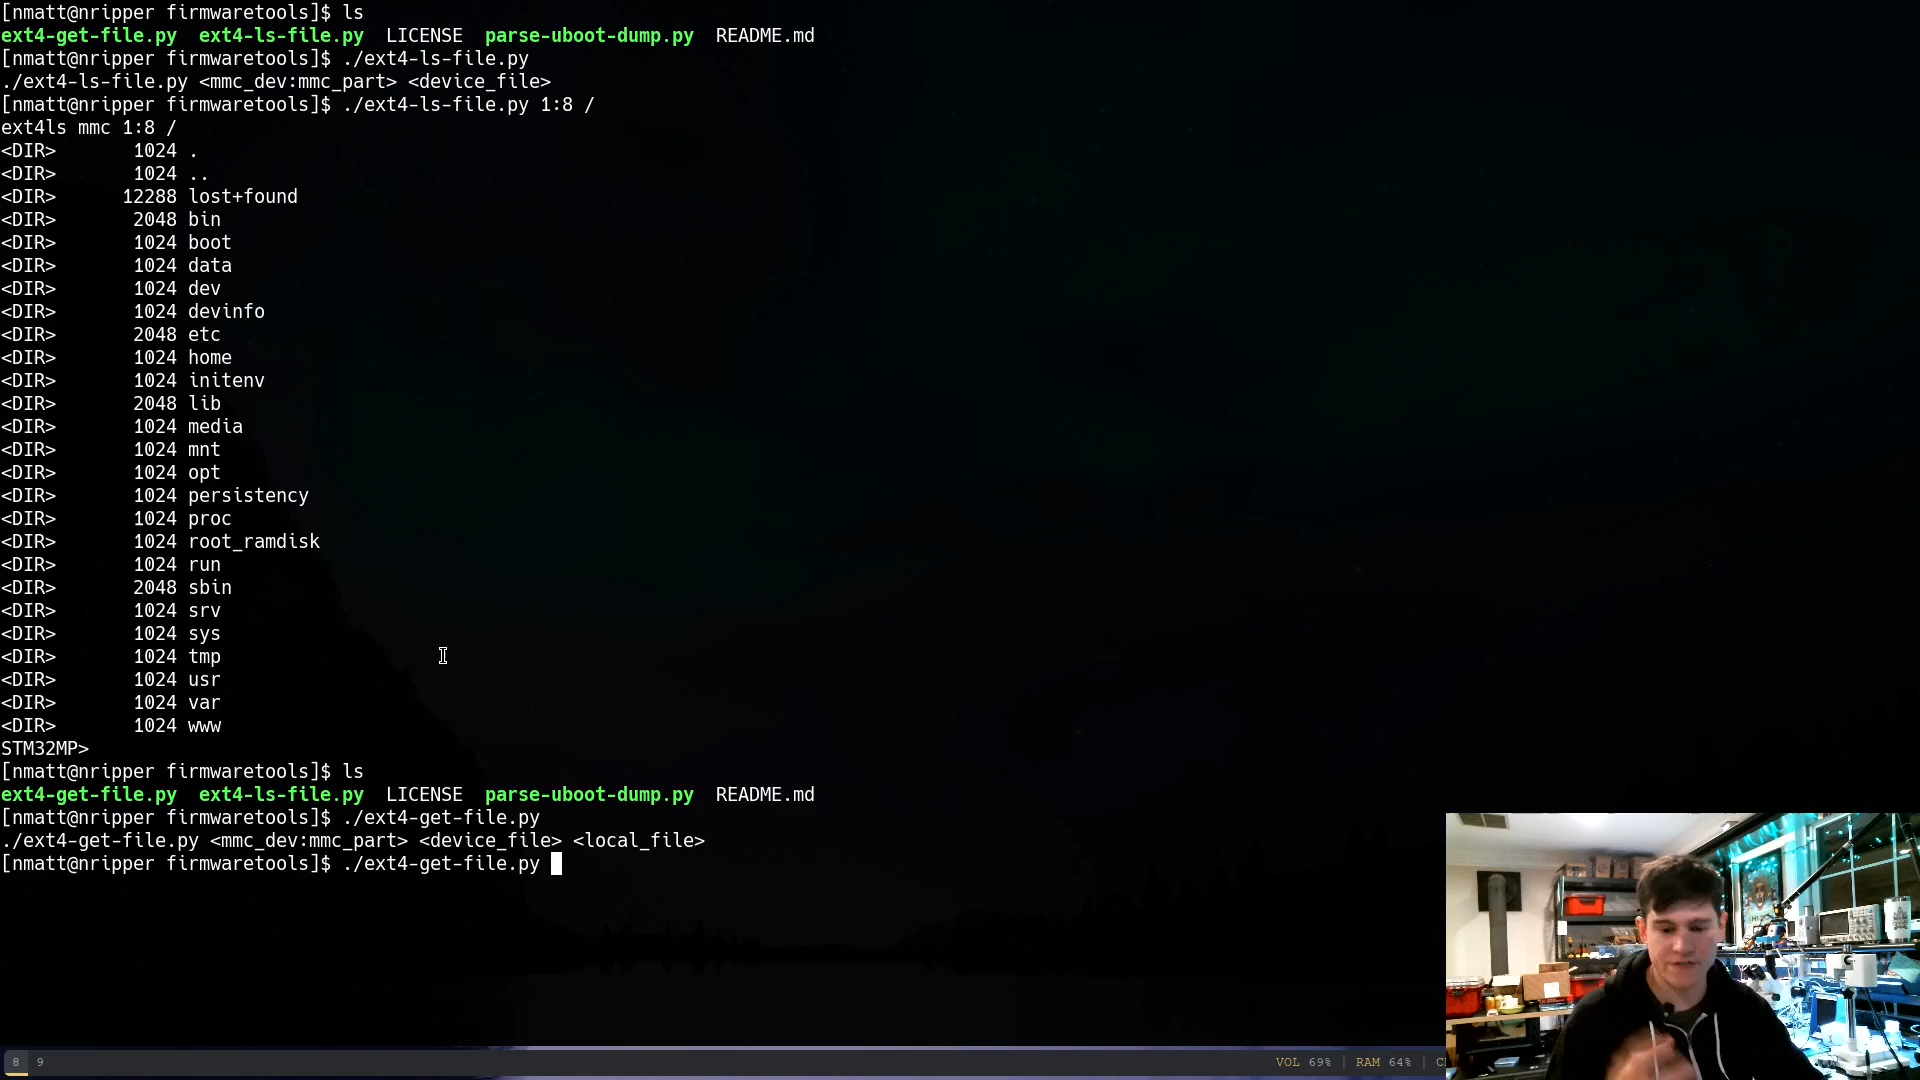 [nmatt@nripper firmwaretools]$ ls
ext4-get-file.py  ext4-ls-file.py  LICENSE  parse-uboot-dump.py  README.md
[nmatt@nripper firmwaretools]$ ./ext4-ls-file.py
./ext4-ls-file.py <mmc_dev:mmc_part> <device_file>
[nmatt@nripper firmwaretools]$ ./ext4-ls-file.py 1:8 /
ext4ls mmc 1:8 /
<DIR>       1024 .
<DIR>       1024 ..
<DIR>      12288 lost+found
<DIR>       2048 bin
<DIR>       1024 boot
<DIR>       1024 data
<DIR>       1024 dev
<DIR>       1024 devinfo
<DIR>       2048 etc
<DIR>       1024 home
<DIR>       1024 initenv
<DIR>       2048 lib
<DIR>       1024 media
<DIR>       1024 mnt
<DIR>       1024 opt
<DIR>       1024 persistency
<DIR>       1024 proc
<DIR>       1024 root_ramdisk
<DIR>       1024 run
<DIR>       2048 sbin
<DIR>       1024 srv
<DIR>       1024 sys
<DIR>       1024 tmp
<DIR>       1024 usr
<DIR>       1024 var
<DIR>       1024 www
STM32MP>
[nmatt@nripper firmwaretools]$ ls
ext4-get-file.py  ext4-ls-file.py  LICENSE  parse-uboot-dump.py  README.md
[nmatt@nripper firmwaretools]$ ./ext4-get-file.py
./ext4-get-file.py <mmc_dev:mmc_part> <device_file> <local_file>
[nmatt@nripper firmwaretools]$ ./ext4-get-file.py
8 9 VOL 69% | RAM 64% | C